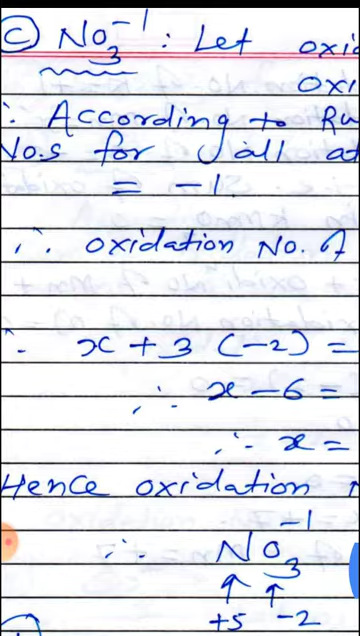 (C) NO₃⁻¹ : Let oxi
oxi
∴ According to Ru
No.s for all at
= -1
∴ oxidation No. of
∴ x + 3 (-2) =
∴ x - 6 =
∴ x =
Hence oxidation
∴ NO₃⁻¹
↑ ↑
+5 -2